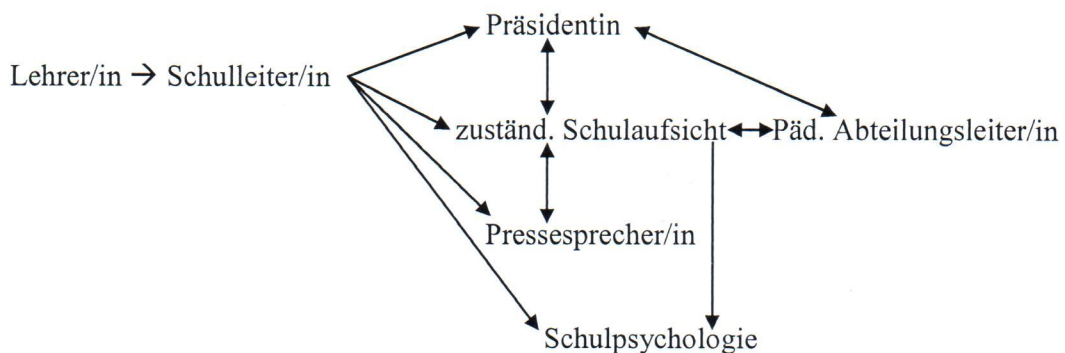 Präsidentin
Lehrer/in → Schulleiter/in
zuständ. Schulaufsicht Päd. Abteilungsleiter/in
Pressesprecher/in
Schulpsychologie